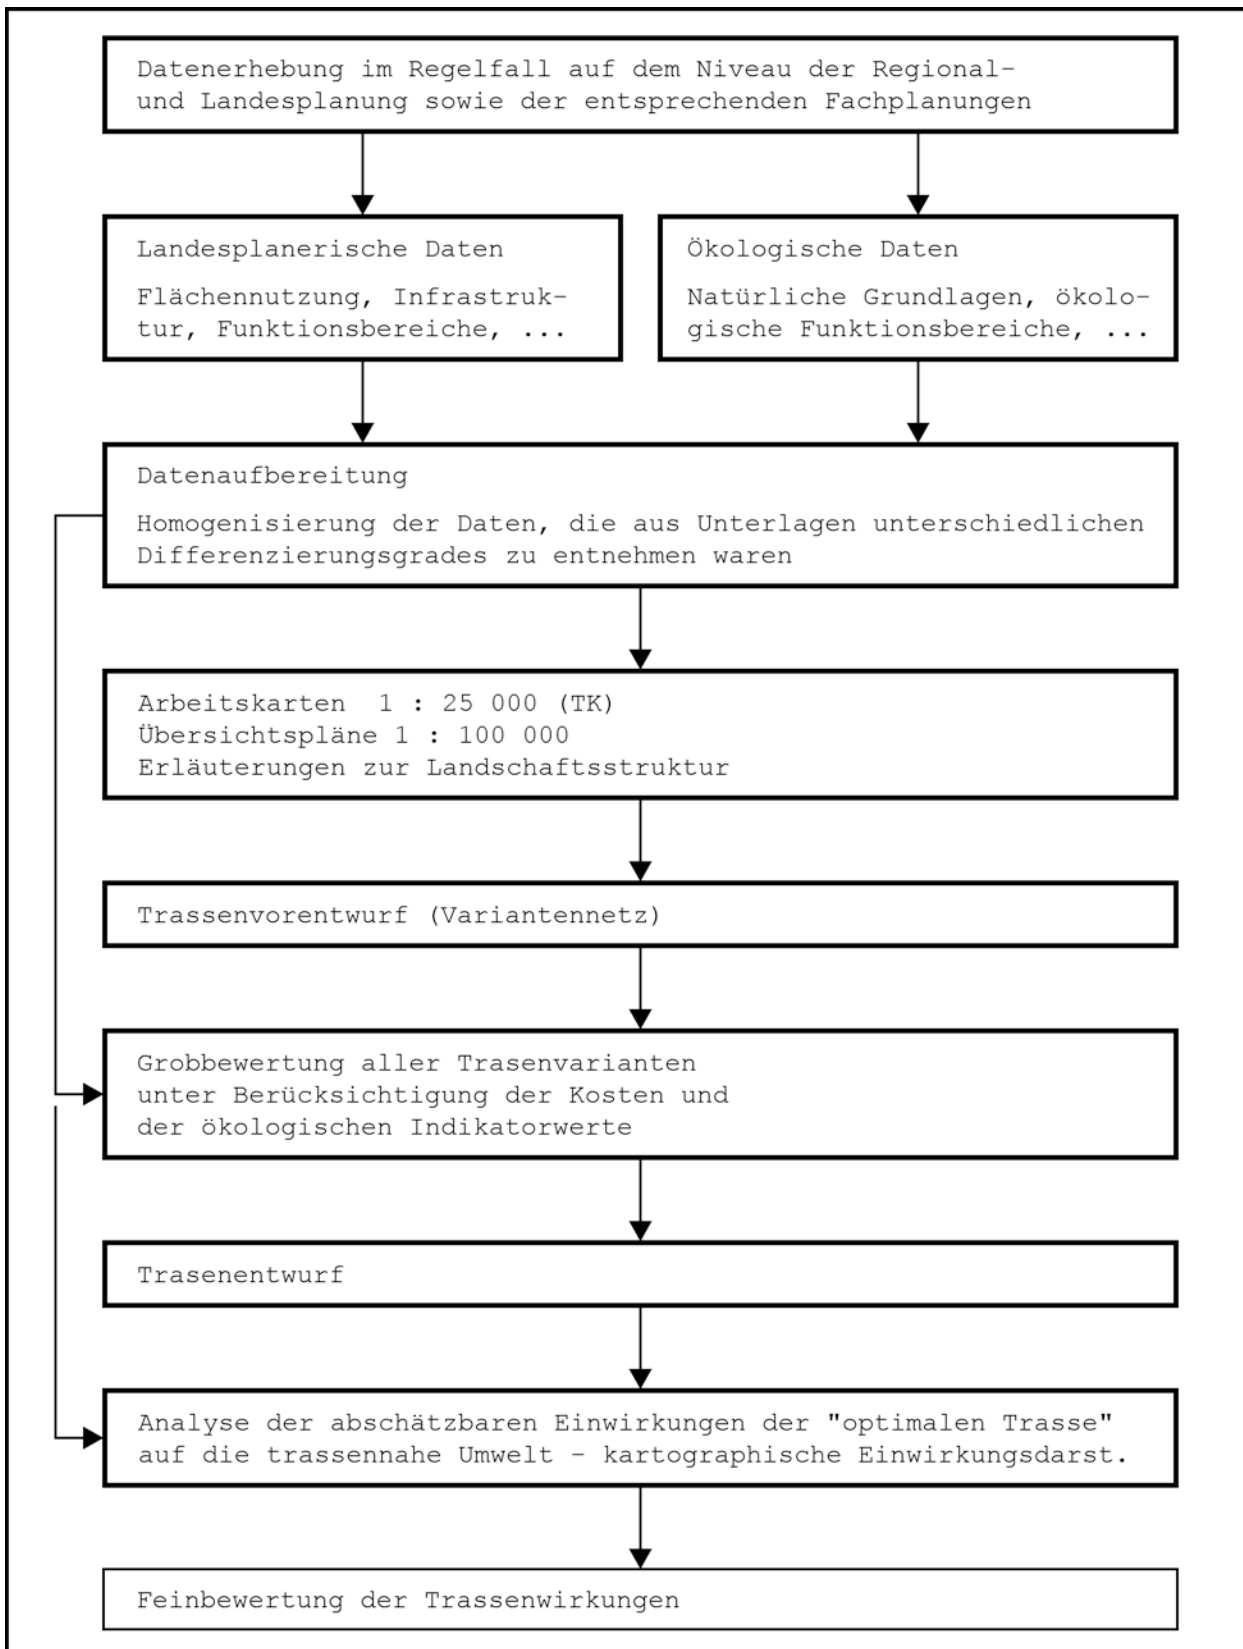 Datenerhebung im Regelfall auf dem Niveau der Regional-
und Landesplanung sowie der entsprechenden Fachplanungen
Landesplanerische Daten
Flächennutzung, Infrastruk-
tur, Funktionsbereiche, ...
Ökologische Daten
Natürliche Grundlagen, ökolo-
gische Funktionsbereiche, ...
Datenaufbereitung
Homogenisierung der Daten, die aus Unterlagen unterschiedlichen
Differenzierungsgrades zu entnehmen waren
Arbeitskarten 1 : 25 000 (TK)
Übersichtspläne 1 : 100 000
Erläuterungen zur Landschaftsstruktur
Trassenvorentwurf (Variantennetz)
Grobbewertung aller Trasenvarianten
unter Berücksichtigung der Kosten und
der ökologischen Indikatorwerte
Trasenentwurf
Analyse der abschätzbaren Einwirkungen der "optimalen Trasse"
auf die trassennahe Umwelt - kartographische Einwirkungsdarst.
Feinbewertung der Trassenwirkungen